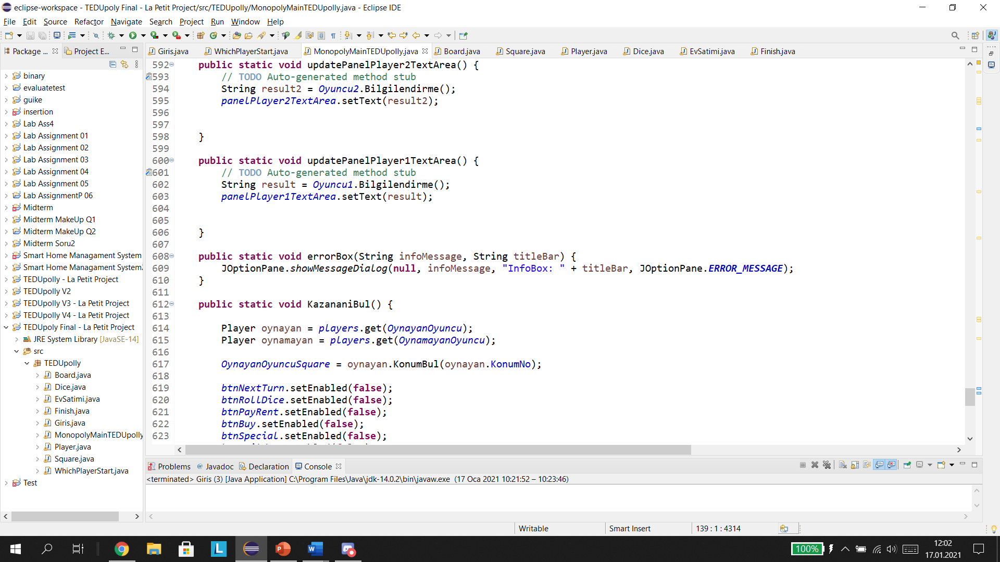 eclipse-workspace - TEDUpoly Final - La Petit Project/src/TEDUpolly/MonopolyMainTEDUpolly.java - Eclipse IDE
File Edit Source Refactor Navigate Search Project Run Window Help
Package ... Project E...
Giris.java WhichPlayerStart.java MonopolyMainTEDUpolly.java Board.java Square.java Player.java Dice.java EvSatimi.java Finish.java
binary
evaluatetest
guike
insertion
Lab Ass4
Lab Assignment 01
Lab Assignment 02
Lab Assignment 03
Lab Assignment 04
Lab Assignment 05
Lab AssignmentP 06
Midterm
Midterm MakeUp Q1
Midterm MakeUp Q2
Midterm Soru2
Smart Home Managament System
Smart Home Managament System
TEDUpolly - La Petit Project
TEDUpolly V2
TEDUpolly V3 - La Petit Project
TEDUpolly V4 - La Petit Project
TEDUpoly Final - La Petit Project
JRE System Library [JavaSE-14]
src
TEDUpolly
Board.java
Dice.java
EvSatimi.java
Finish.java
Giris.java
MonopolyMainTEDUpolly
Player.java
Square.java
WhichPlayerStart.java
Test
592 public static void updatePanelPlayer2TextArea() {
593 // TODO Auto-generated method stub
594 String result2 = Oyuncu2.Bilgilendirme();
595 panelPlayer2TextArea.setText(result2);
596
597
598 }
599
600 public static void updatePanelPlayer1TextArea() {
601 // TODO Auto-generated method stub
602 String result = Oyuncu1.Bilgilendirme();
603 panelPlayer1TextArea.setText(result);
604
605
606 }
607
608 public static void errorBox(String infoMessage, String titleBar) {
609 JOptionPane.showMessageDialog(null, infoMessage, "InfoBox: " + titleBar, JOptionPane.ERROR_MESSAGE);
610 }
611
612 public static void KazananiBul() {
613
614 Player oynayan = players.get(OynayanOyuncu);
615 Player oynamayan = players.get(OynamayanOyuncu);
616
617 OynayanOyuncuSquare = oynayan.KonumBul(oynayan.KonumNo);
618
619 btnNextTurn.setEnabled(false);
620 btnRollDice.setEnabled(false);
621 btnPayRent.setEnabled(false);
622 btnBuy.setEnabled(false);
623 btnSpecial.setEnabled(false);
Problems Javadoc Declaration Console
<terminated> Giris (3) [Java Application] C:\Program Files\Java\jdk-14.0.2\bin\javaw.exe (17 Oca 2021 10:21:52 – 10:23:46)
Writable Smart Insert 139 : 1 : 4314
100%
12:02
17.01.2021